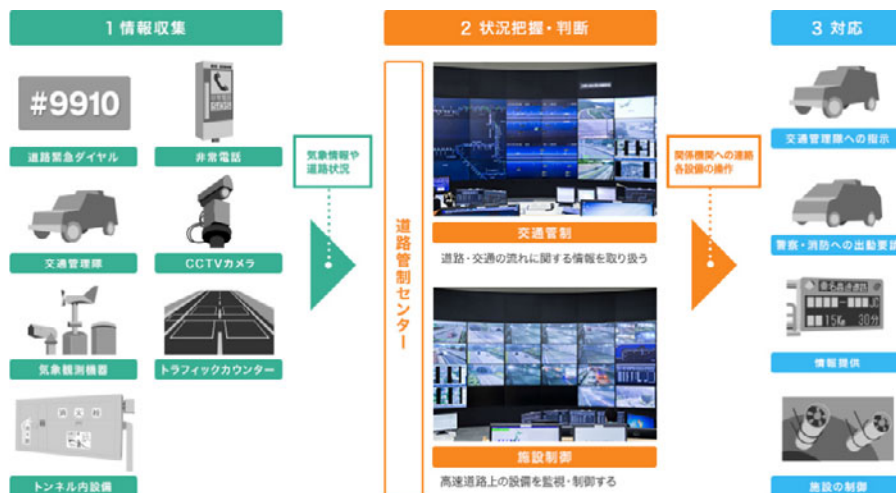 1 情報収集
#9910
道路緊急ダイヤル
SOS
非常電話
交通管理隊
CCTVカメラ
気象観測機器
トラフィックカウンター
トンネル内設備
気象情報や
道路状況
2 状況把握・判断
道路管制センター
交通管制
道路・交通の流れに関する情報を取り扱う
施設制御
高速道路上の設備を監視・制御する
関係機関への連絡
各設備の操作
3 対応
交通管理隊への指示
警察・消防への出動要請
15Km 30分
情報提供
施設の制御